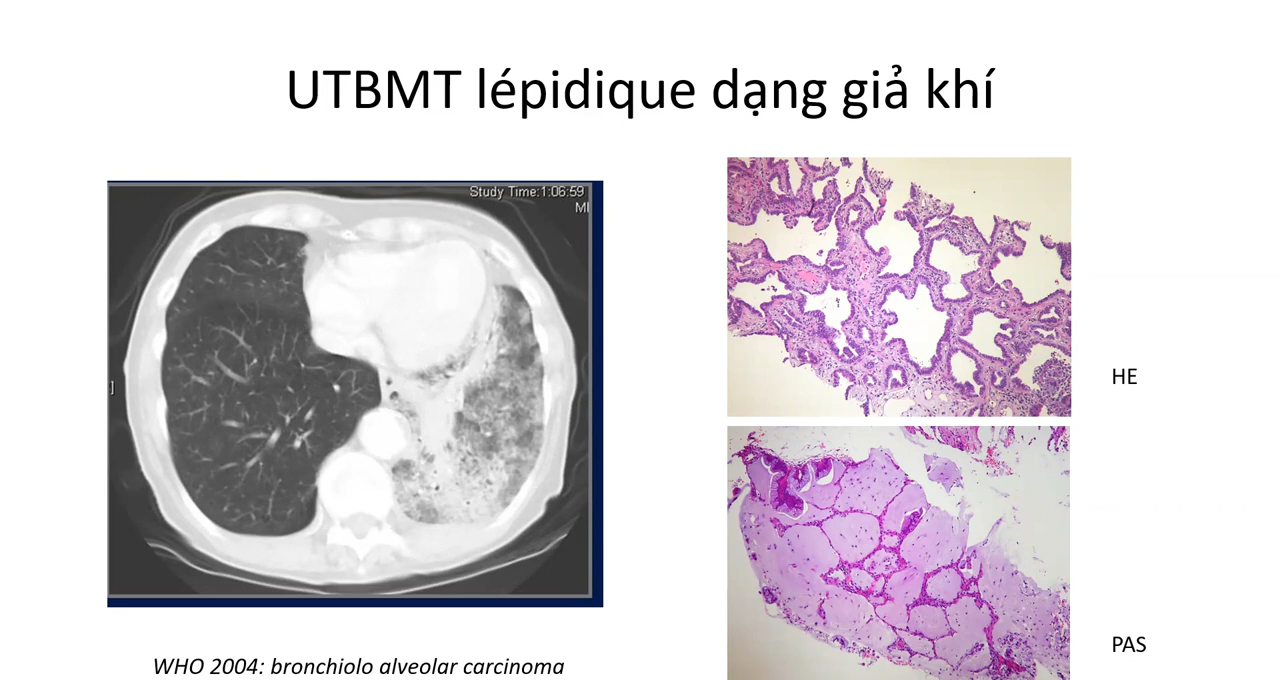 UTBMT lépidique dạng giả khí
Study Time:1:06:59
MI
]
HE
PAS
WHO 2004: bronchiolo alveolar carcinoma